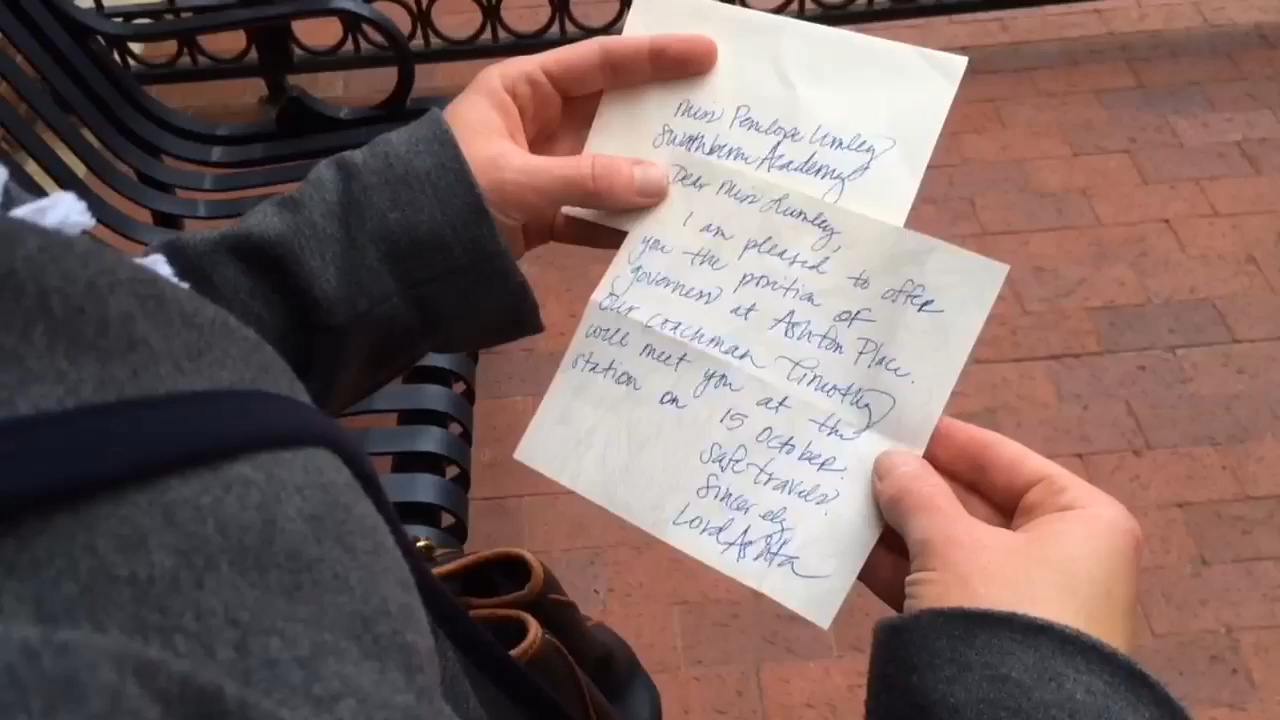 Miss Penelope Lumley
Swathburne Academy
Dear Miss Lumley,
I am pleased to offer
you the position of
governess at Ashton Place.
Our coachman Timothy
will meet you at the
station on 15 October.
Safe travels!
Sincerely
Lord Ashton